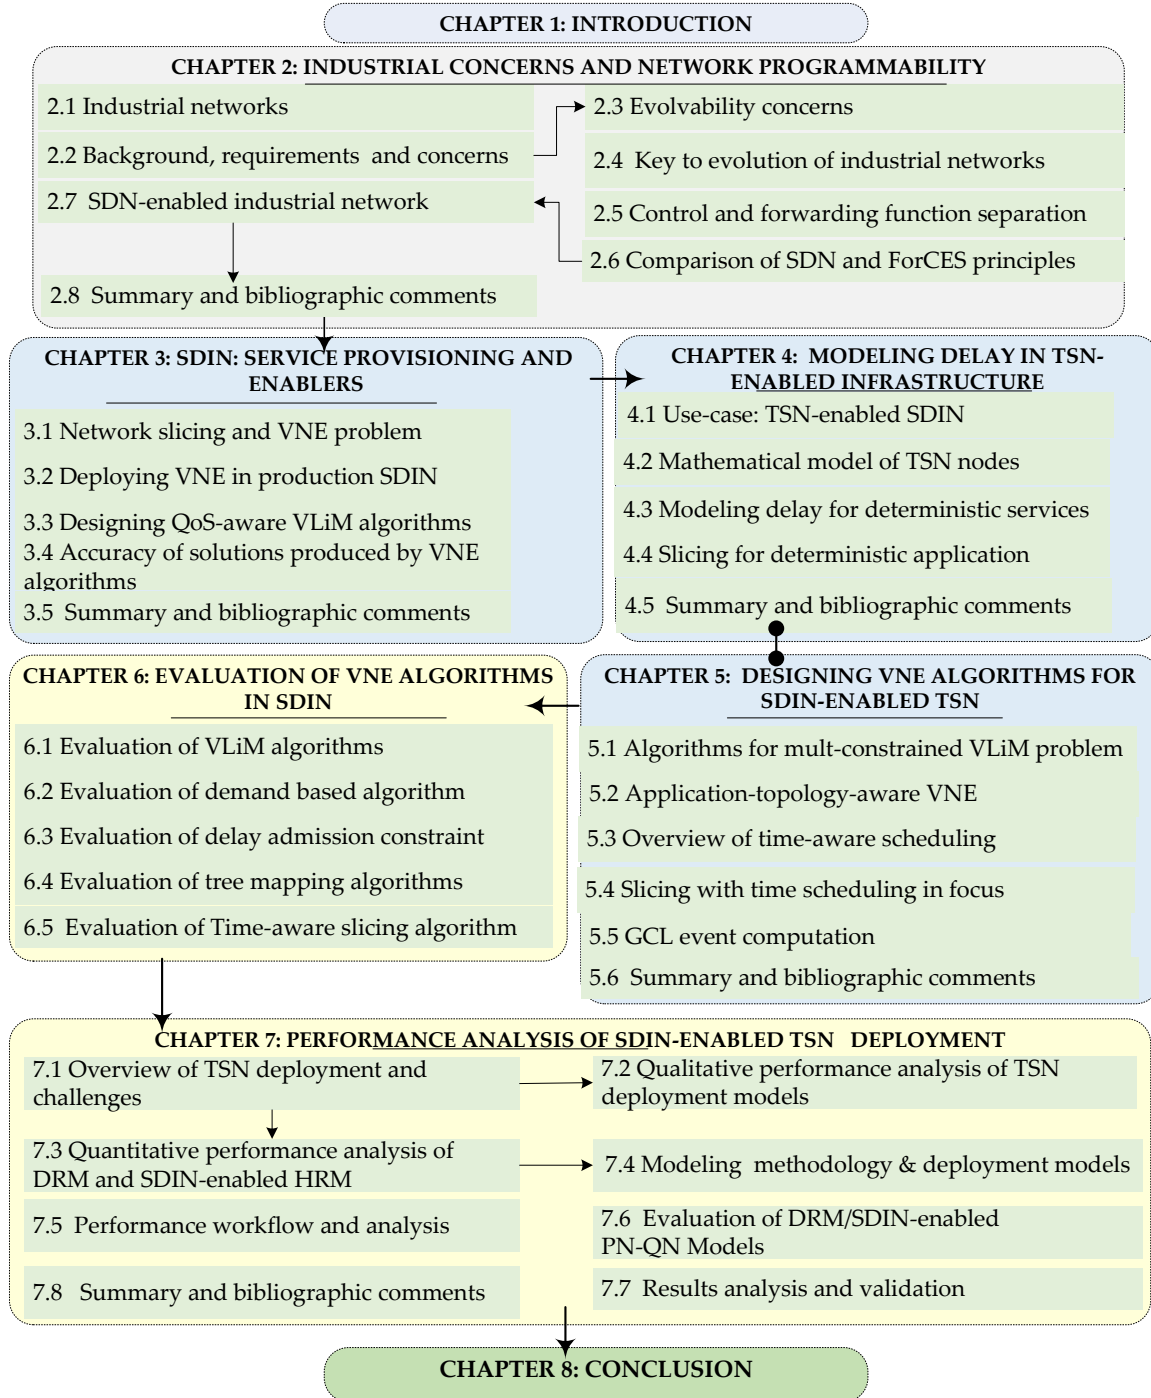 CHAPTER 1: INTRODUCTION
CHAPTER 2: INDUSTRIAL CONCERNS AND NETWORK PROGRAMMABILITY
2.1 Industrial networks
2.2 Background, requirements and concerns
2.7 SDN-enabled industrial network
2.8 Summary and bibliographic comments
2.3 Evolvability concerns
2.4 Key to evolution of industrial networks
2.5 Control and forwarding function separation
2.6 Comparison of SDN and ForCES principles
CHAPTER 3: SDIN: SERVICE PROVISIONING AND
ENABLERS
3.1 Network slicing and VNE problem
3.2 Deploying VNE in production SDIN
3.3 Designing QoS-aware VLiM algorithms
3.4 Accuracy of solutions produced by VNE
algorithms
3.5 Summary and bibliographic comments
CHAPTER 4: MODELING DELAY IN TSN-
ENABLED INFRASTRUCTURE
4.1 Use-case: TSN-enabled SDIN
4.2 Mathematical model of TSN nodes
4.3 Modeling delay for deterministic services
4.4 Slicing for deterministic application
4.5 Summary and bibliographic comments
CHAPTER 5: DESIGNING VNE ALGORITHMS FOR
SDIN-ENABLED TSN
5.1 Algorithms for mult-constrained VLiM problem
5.2 Application-topology-aware VNE
5.3 Overview of time-aware scheduling
5.4 Slicing with time scheduling in focus
5.5 GCL event computation
5.6 Summary and bibliographic comments
CHAPTER 6: EVALUATION OF VNE ALGORITHMS
IN SDIN
6.1 Evaluation of VLiM algorithms
6.2 Evaluation of demand based algorithm
6.3 Evaluation of delay admission constraint
6.4 Evaluation of tree mapping algorithms
6.5 Evaluation of Time-aware slicing algorithm
CHAPTER 7: PERFORMANCE ANALYSIS OF SDIN-ENABLED TSN DEPLOYMENT
7.1 Overview of TSN deployment and
challenges
7.2 Qualitative performance analysis of TSN
deployment models
7.3 Quantitative performance analysis of
DRM and SDIN-enabled HRM
7.4 Modeling methodology & deployment models
7.5 Performance workflow and analysis
7.6 Evaluation of DRM/SDIN-enabled
PN-QN Models
7.8 Summary and bibliographic comments
7.7 Results analysis and validation
CHAPTER 8: CONCLUSION